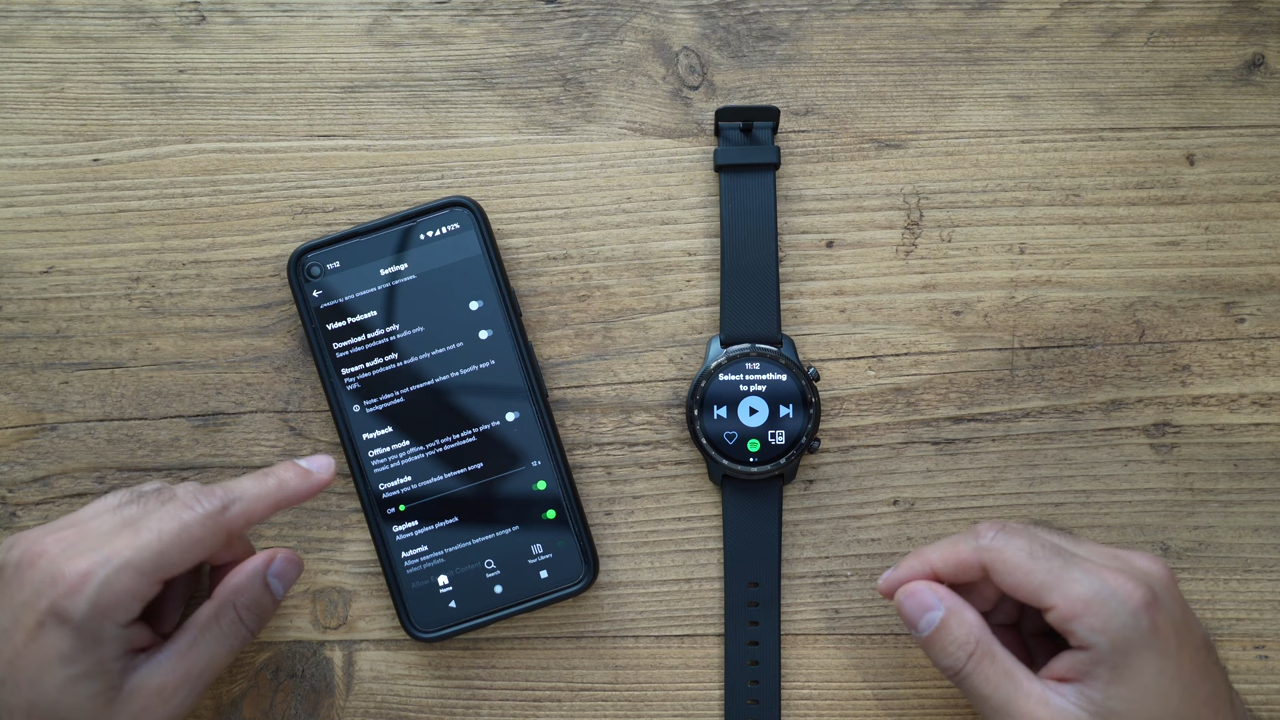 11:12
92%
Settings
Video Podcasts
Download audio only
Save video podcasts as audio only.
Stream audio only
Play video podcasts as audio only when not on
WiFi.
Note: video is not streamed when the Spotify app is
backgrounded.
Playback
Offline mode
When you go offline, you'll only be able to play the
music and podcasts you've downloaded.
Crossfade
Allows you to crossfade between songs
Off
12 s
Gapless
Allows gapless playback
Automix
Allow seamless transitions between songs on
select playlists.
Home
Search
Your Library
11:12
Select something
to play